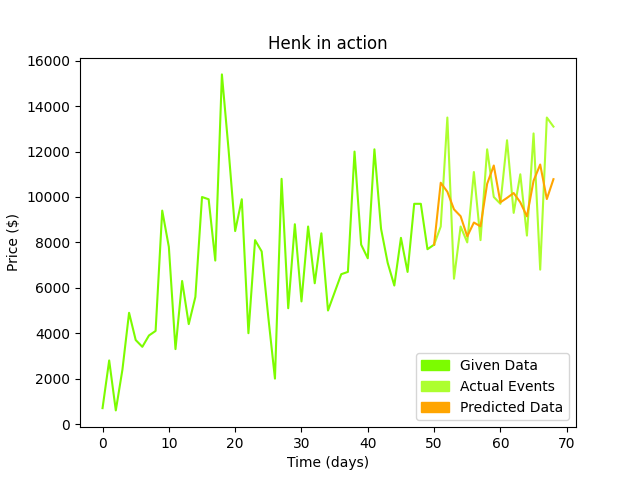 Henk in action
Price ($)
16000
14000
12000
10000
8000
6000
4000
2000
0
Given Data
Actual Events
Predicted Data
0 10 20 30 40 50 60 70
Time (days)